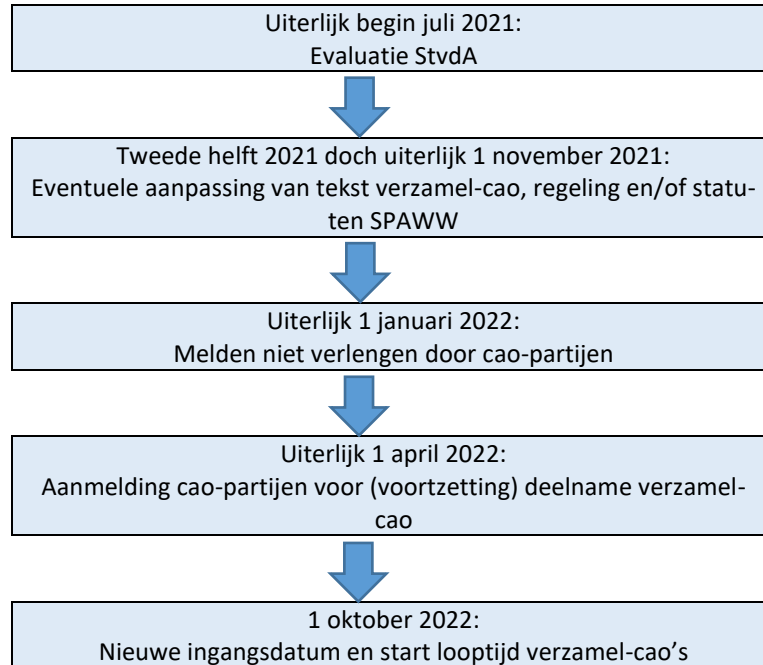 Uiterlijk begin juli 2021:
Evaluatie StvdA
Tweede helft 2021 doch uiterlijk 1 november 2021:
Eventuele aanpassing van tekst verzamel-cao, regeling en/of statu-
ten SPAWW
Uiterlijk 1 januari 2022:
Melden niet verlengen door cao-partijen
Uiterlijk 1 april 2022:
Aanmelding cao-partijen voor (voortzetting) deelname verzamel-
cao
1 oktober 2022:
Nieuwe ingangsdatum en start looptijd verzamel-cao’s